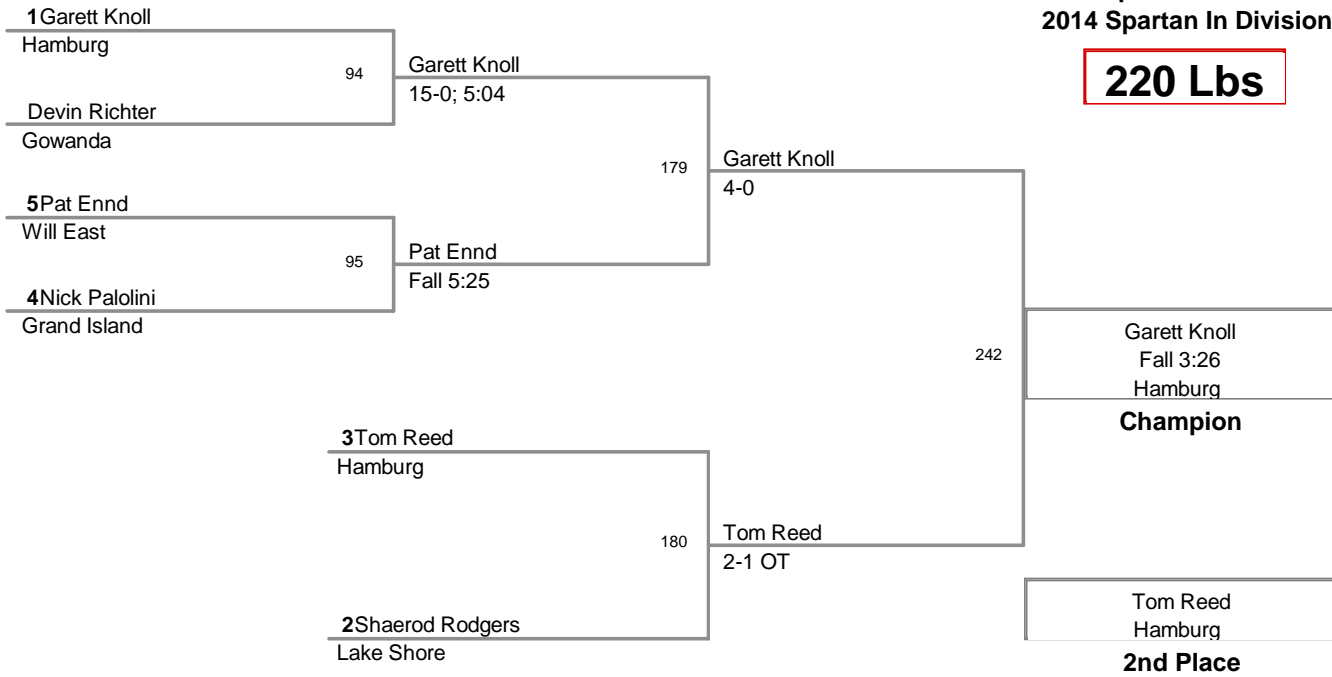 2014 Spartan In Division
220 Lbs
1Garett Knoll
Hamburg
94
Garett Knoll
15-0; 5:04
Devin Richter
Gowanda
179
Garett Knoll
4-0
5Pat Ennd
Will East
95
Pat Ennd
Fall 5:25
4Nick Palolini
Grand Island
242
Garett Knoll
Fall 3:26
Hamburg
Champion
3Tom Reed
Hamburg
180
Tom Reed
2-1 OT
2Shaerod Rodgers
Lake Shore
Tom Reed
Hamburg
2nd Place